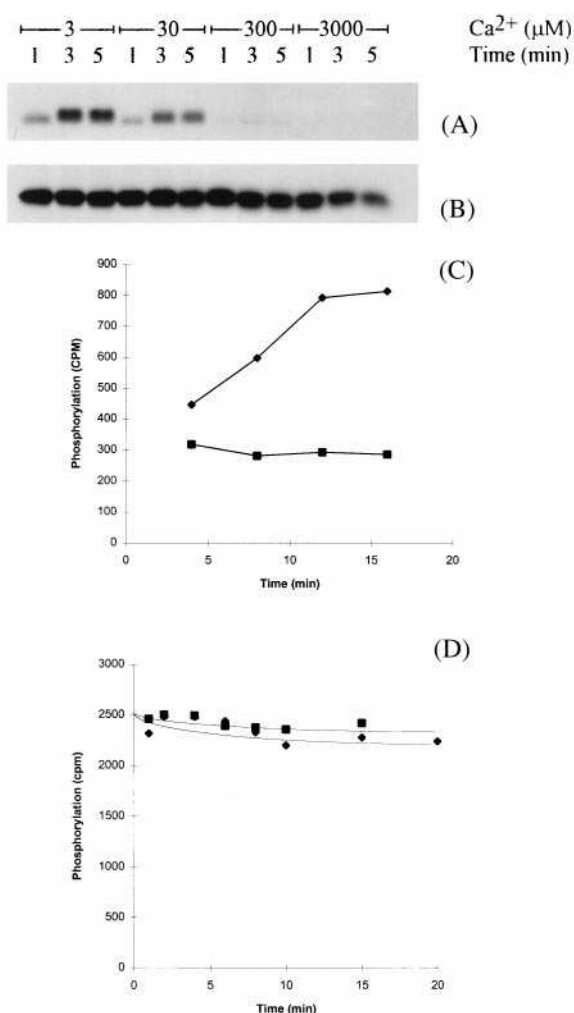 3 30 300 3000 Ca²⁺ (μM)
1 3 5 1 3 5 1 3 5 1 3 5 Time (min)
(A)
(B)
(C)
900
800
700
600
500
400
300
200
100
0
Phosphorylation (CPM)
0 5 10 15 20
Time (min)
(D)
3000
2500
2000
1500
1000
500
0
Phosphorylation (cpm)
0 5 10 15 20
Time (min)